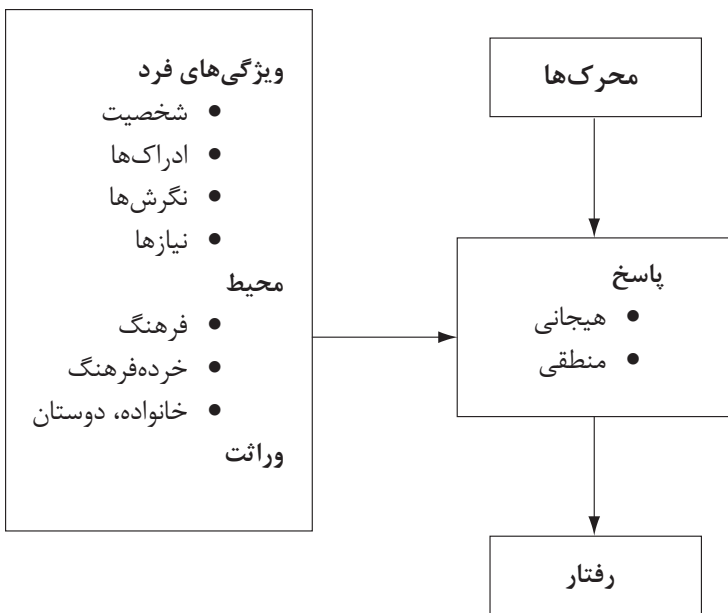 محرک‌ها
ویژگی‌های فرد
● شخصیت
● ادراک‌ها
● نگرش‌ها
● نیازها
محیط
● فرهنگ
● خرده‌فرهنگ
● خانواده، دوستان
وراثت
پاسخ
● هیجانی
● منطقی
رفتار